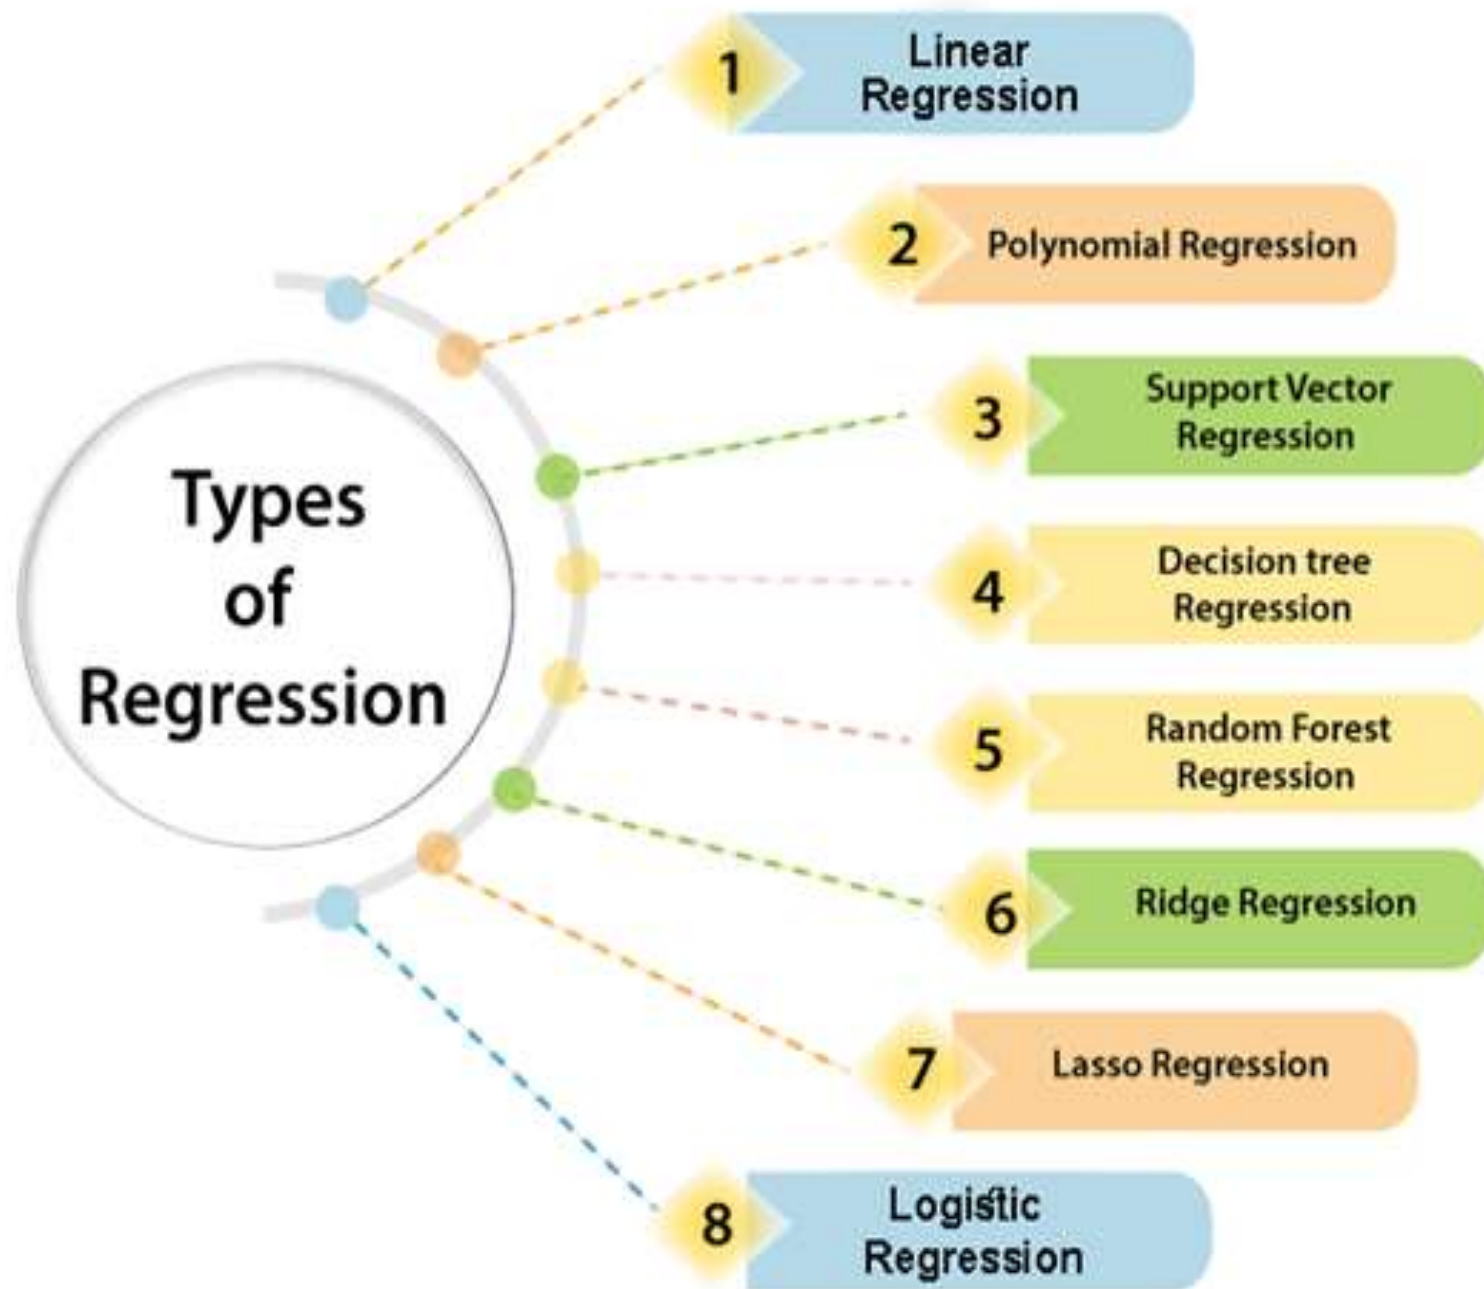 Types
of
Regression
1
Linear
Regression
2
Polynomial Regression
3
Support Vector
Regression
4
Decision tree
Regression
5
Random Forest
Regression
6
Ridge Regression
7
Lasso Regression
8
Logistic
Regression